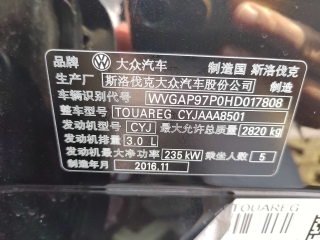 品牌 大众汽车 制造国 斯洛伐克
生产厂 斯洛伐克大众汽车股份公司 制造
车辆识别代号 WVGAP97P0HD017808
整车型号 TOUAREG CYJAAA8501
发动机型号 CYJ 最大允许总质量 2820 kg
发动机排量 3.0 L
发动机最大净功率 235 kW 乘坐人数 5
制造年月 2016.11
TOUAREG